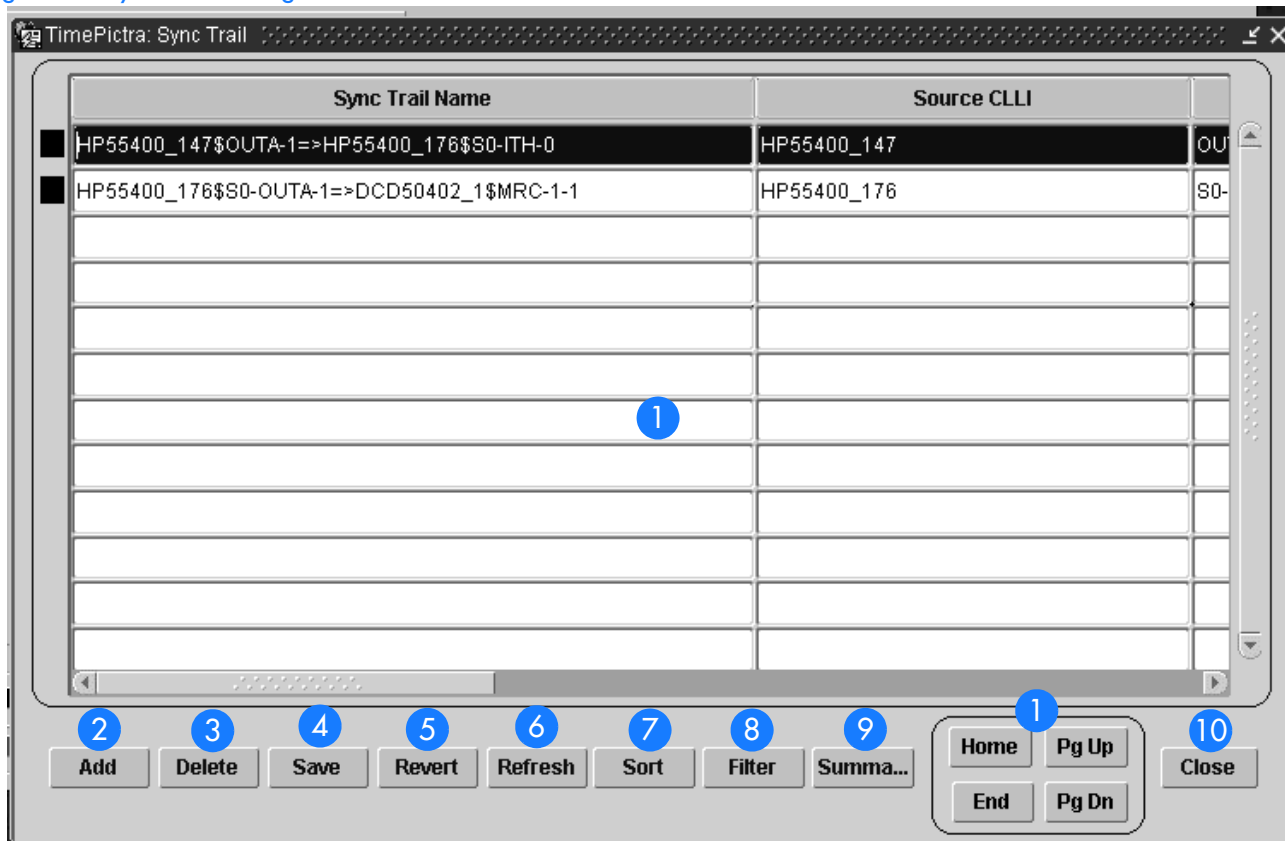 TimePictra: Sync Trail
Sync Trail Name Source CLLI
HP55400_147$OUTA-1=>HP55400_176$S0-ITH-0 HP55400_147 OU
HP55400_176$S0-OUTA-1=>DCD50402_1$MRC-1-1 HP55400_176 S0-
1
2 3 4 5 6 7 8 9 1 10
Add Delete Save Revert Refresh Sort Filter Summa... Home Pg Up Close
End Pg Dn